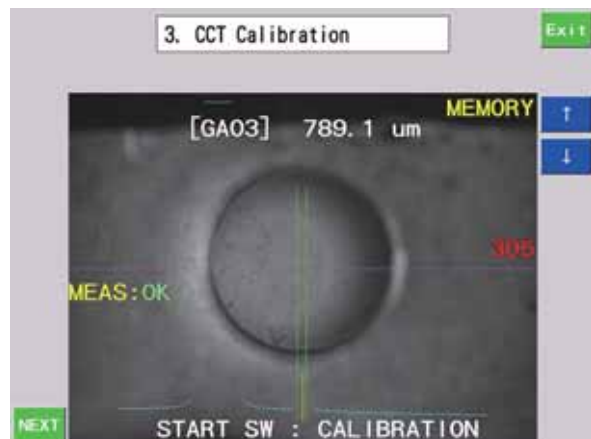 3. CCT Calibration
Exit
MEMORY
[GA03] 789.1 um
↑
↓
305
MEAS:OK
NEXT
START SW : CALIBRATION